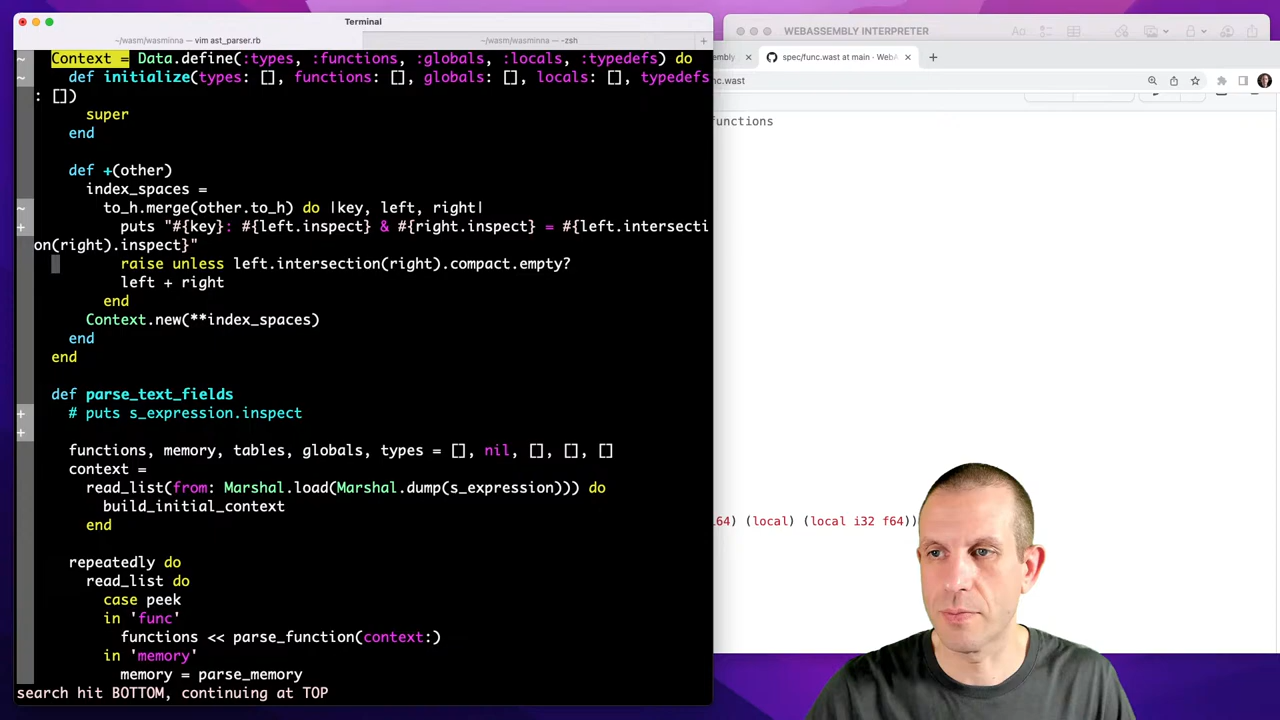 Terminal
~/wasm/wasminna — vim ast_parser.rb
~/wasm/wasminna — -zsh
+
~ Context = Data.define(:types, :functions, :globals, :locals, :typedefs) do
~ def initialize(types: [], functions: [], globals: [], locals: [], typedefs
: [])
super
end
def +(other)
index_spaces =
~ to_h.merge(other.to_h) do |key, left, right|
+ puts "#{key}: #{left.inspect} & #{right.inspect} = #{left.intersecti
on(right).inspect}"
raise unless left.intersection(right).compact.empty?
left + right
end
Context.new(**index_spaces)
end
end
def parse_text_fields
+ # puts s_expression.inspect
+
functions, memory, tables, globals, types = [], nil, [], [], []
context =
read_list(from: Marshal.load(Marshal.dump(s_expression))) do
build_initial_context
end
repeatedly do
read_list do
case peek
in 'func'
functions << parse_function(context:)
in 'memory'
memory = parse_memory
search hit BOTTOM, continuing at TOP
WEBASSEMBLY INTERPRETER
Aa
embly
spec/func.wast at main · WebA
+
nc.wast
functions
i64) (local) (local i32 f64))